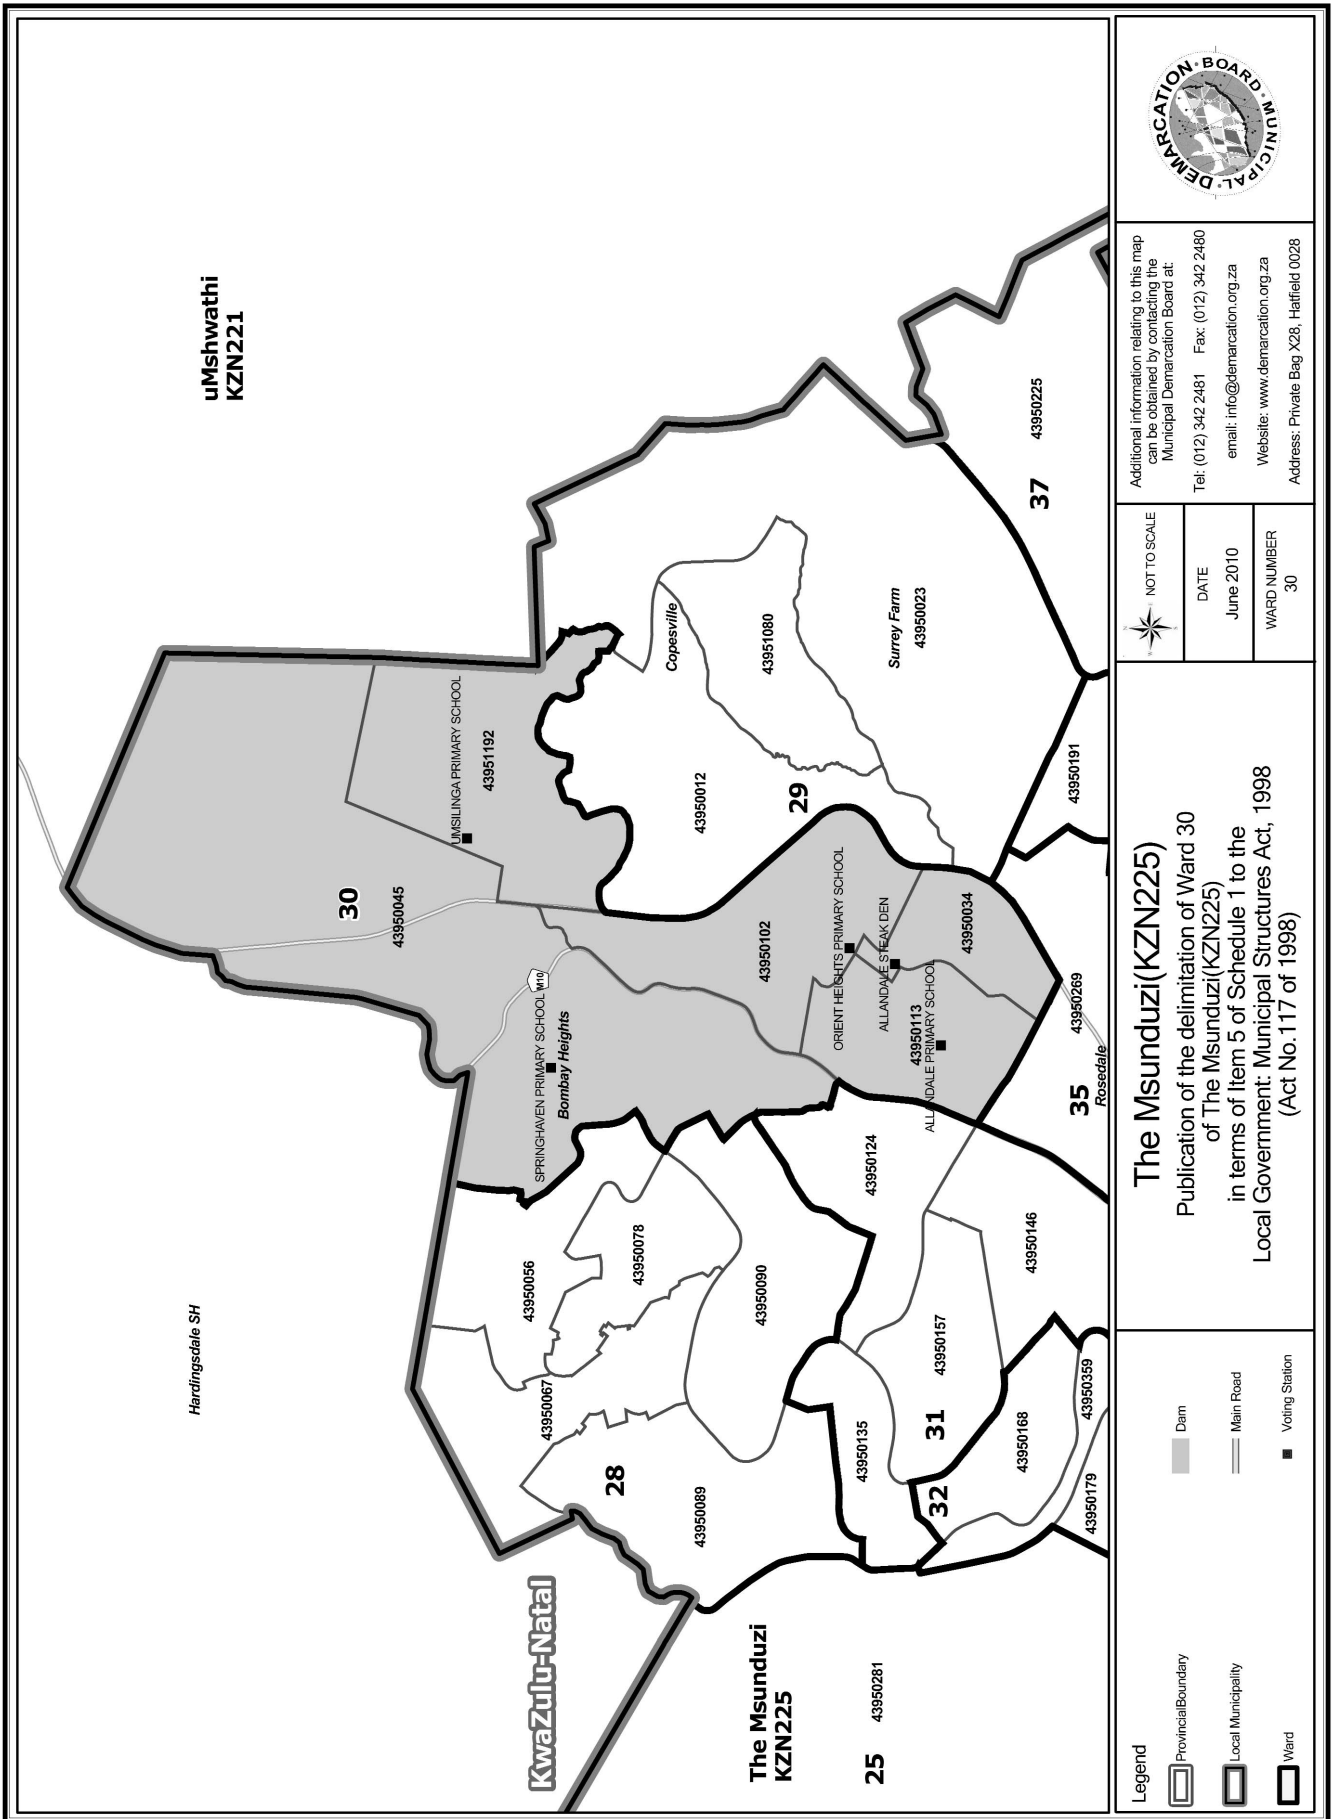 uMshwathi
KZN221
Hardingsdale SH
KwaZulu-Natal
The Msunduzi
KZN225
25
43950281
30
43950045
UMSILINGA PRIMARY SCHOOL
43951192
M10
SPRINGHAVEN PRIMARY SCHOOL
Bombay Heights
43950102
ORIENT HEIGHTS PRIMARY SCHOOL
ALLANDALE STEAK DEN
43950113
ALLANDALE PRIMARY SCHOOL
43950034
Copesville
43950012
29
43951080
Surrey Farm
43950023
37
43950225
43950191
43950269
35
Rosedale
43950056
43950078
43950067
43950090
28
43950089
43950124
43950146
43950157
31
43950135
32
43950168
43950359
43950179
Legend
ProvincialBoundary
Local Municipality
Ward
Dam
Main Road
Voting Station
The Msunduzi(KZN225)
Publication of the delimitation of Ward 30
of The Msunduzi(KZN225)
in terms of Item 5 of Schedule 1 to the
Local Government: Municipal Structures Act, 1998
(Act No.117 of 1998)
NOT TO SCALE
DATE
June 2010
WARD NUMBER
30
Additional information relating to this map
can be obtained by contacting the
Municipal Demarcation Board at:
Tel: (012) 342 2481 Fax: (012) 342 2480
email: info@demarcation.org.za
Website: www.demarcation.org.za
Address: Private Bag X28, Hatfield 0028
MUNICIPAL • DEMARCATION • BOARD •